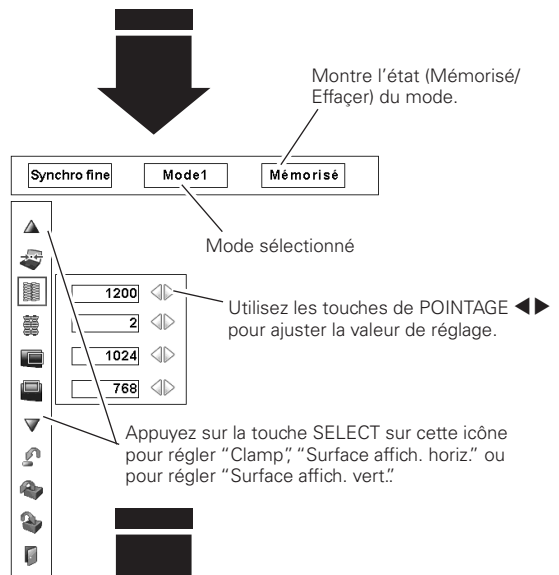 Montre l'état (Mémorisé/
Effaçer) du mode.
Synchro fine
Mode1
Mémorisé
Mode sélectionné
1200
2
1024
768
Utilisez les touches de POINTAGE ◀▶
pour ajuster la valeur de réglage.
Appuyez sur la touche SELECT sur cette icône
pour régler “Clamp”, “Surface affich. horiz.” ou
pour régler “Surface affich. vert.”